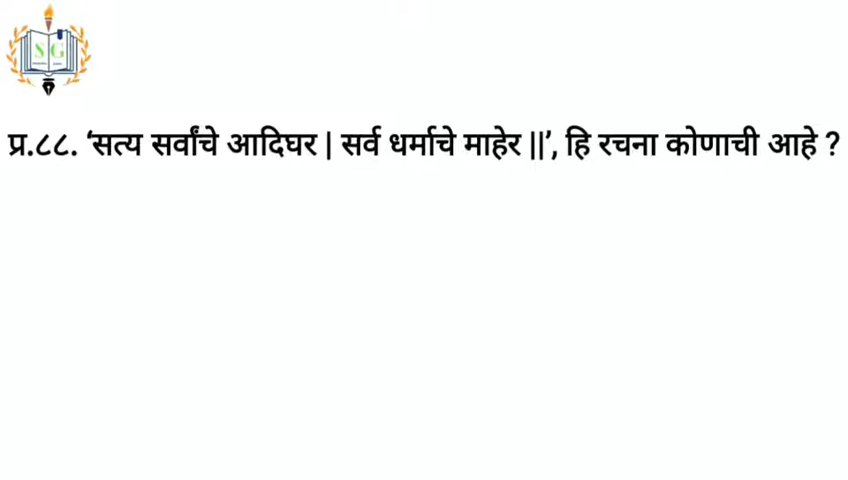 S G
प्र.८८. ‘सत्य सर्वांचे आदिघर | सर्व धर्माचे माहेर ||’, हि रचना कोणाची आहे ?